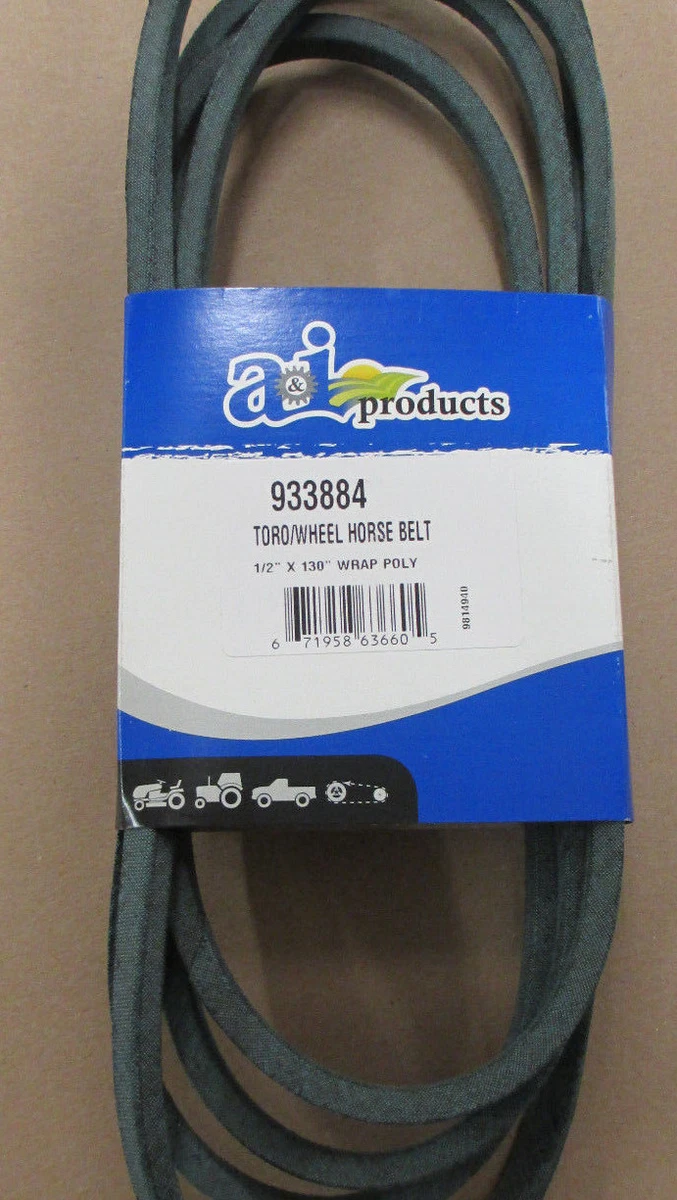 a&i products
933884
TORO/WHEEL HORSE BELT
1/2" X 130" WRAP POLY
6 71958 63660 5
9814940